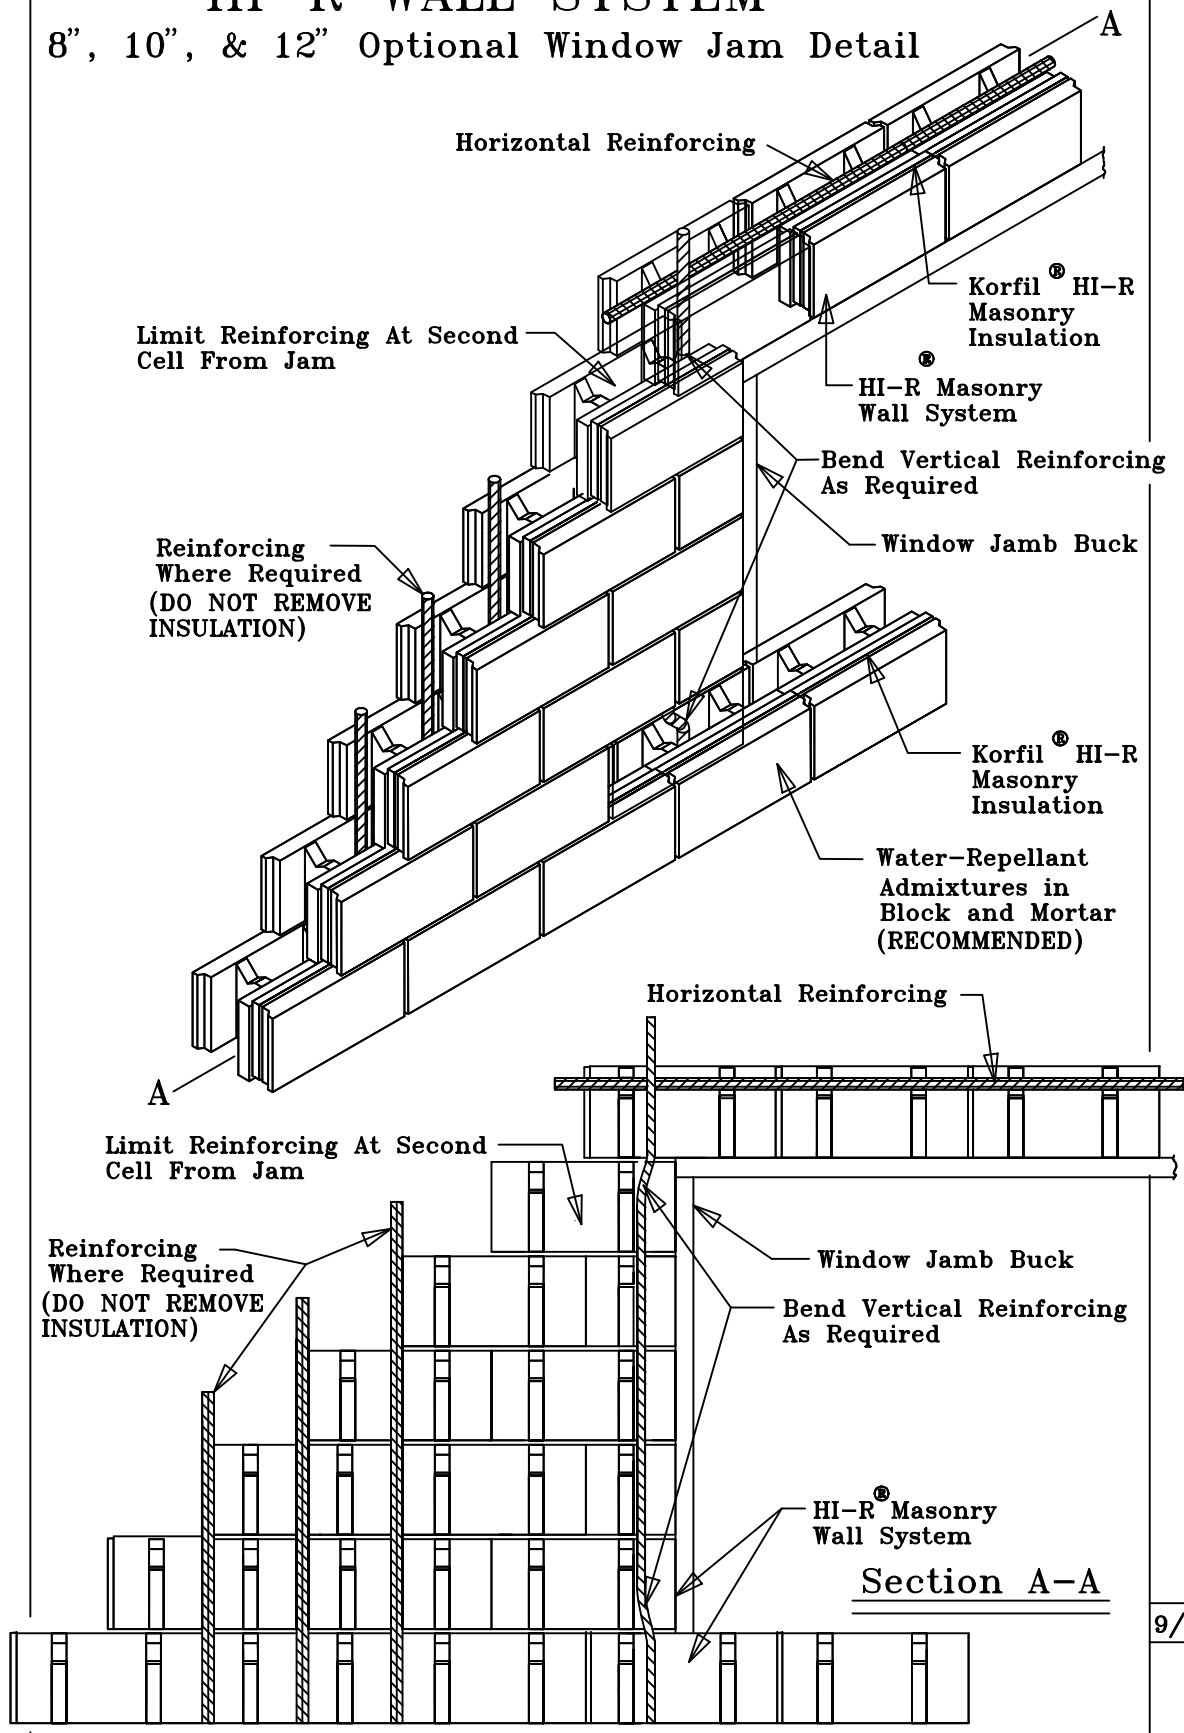 HI-R WALL SYSTEM
8", 10", & 12" Optional Window Jam Detail
A
Horizontal Reinforcing
Korfil® HI-R
Masonry
Insulation
Limit Reinforcing At Second
Cell From Jam
®
HI-R Masonry
Wall System
Bend Vertical Reinforcing
As Required
Window Jamb Buck
Reinforcing
Where Required
(DO NOT REMOVE
INSULATION)
Korfil® HI-R
Masonry
Insulation
Water-Repellant
Admixtures in
Block and Mortar
(RECOMMENDED)
Horizontal Reinforcing
A
Limit Reinforcing At Second
Cell From Jam
Reinforcing
Where Required
(DO NOT REMOVE
INSULATION)
Window Jamb Buck
Bend Vertical Reinforcing
As Required
HI-R® Masonry
Wall System
Section A-A
9/